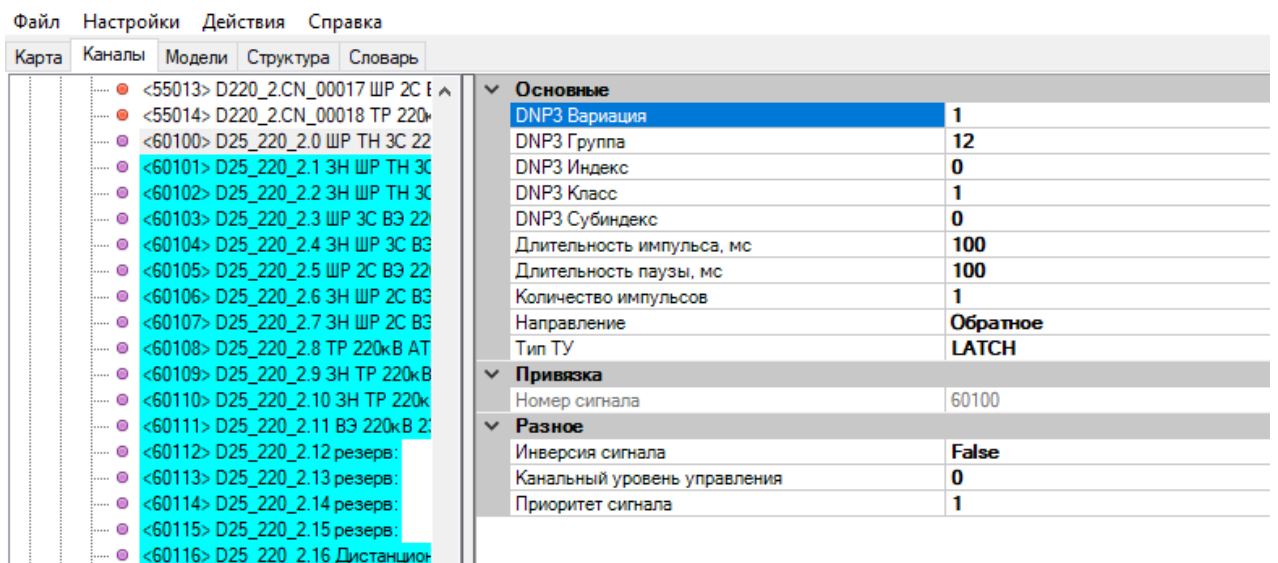 Файл Настройки Действия Справка
Карта Каналы Модели Структура Словарь
<55013> D220_2.CN_00017 ШР 2С
<55014> D220_2.CN_00018 ТР 220к
<60100> D25_220_2.0 ШР ТН 3С 22
<60101> D25_220_2.1 ЗН ШР ТН 3С
<60102> D25_220_2.2 ЗН ШР ТН 3С
<60103> D25_220_2.3 ШР 3С ВЭ 220
<60104> D25_220_2.4 ЗН ШР 3С ВЭ
<60105> D25_220_2.5 ШР 2С ВЭ 220
<60106> D25_220_2.6 ЗН ШР 2С ВЭ
<60107> D25_220_2.7 ЗН ШР 2С ВЭ
<60108> D25_220_2.8 ТР 220кВ АТ
<60109> D25_220_2.9 ЗН ТР 220кВ
<60110> D25_220_2.10 ЗН ТР 220к
<60111> D25_220_2.11 ВЭ 220кВ 2
<60112> D25_220_2.12 резерв:
<60113> D25_220_2.13 резерв:
<60114> D25_220_2.14 резерв:
<60115> D25_220_2.15 резерв:
<60116> D25_220_2.16 Дистанцион
Основные
DNP3 Вариация 1
DNP3 Группа 12
DNP3 Индекс 0
DNP3 Класс 1
DNP3 Субиндекс 0
Длительность импульса, мс 100
Длительность паузы, мс 100
Количество импульсов 1
Направление Обратное
Тип ТУ LATCH
Привязка
Номер сигнала 60100
Разное
Инверсия сигнала False
Канальный уровень управления 0
Приоритет сигнала 1